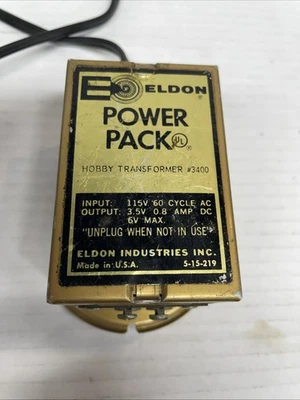 E ELDON®
POWER
PACK UL
HOBBY TRANSFORMER #3400
INPUT: 115V 60 CYCLE AC
OUTPUT: 3.5V 0.8 AMP DC
6V MAX.
"UNPLUG WHEN NOT IN USE"
ELDON INDUSTRIES INC.
Made in U.S.A. 5-15-219